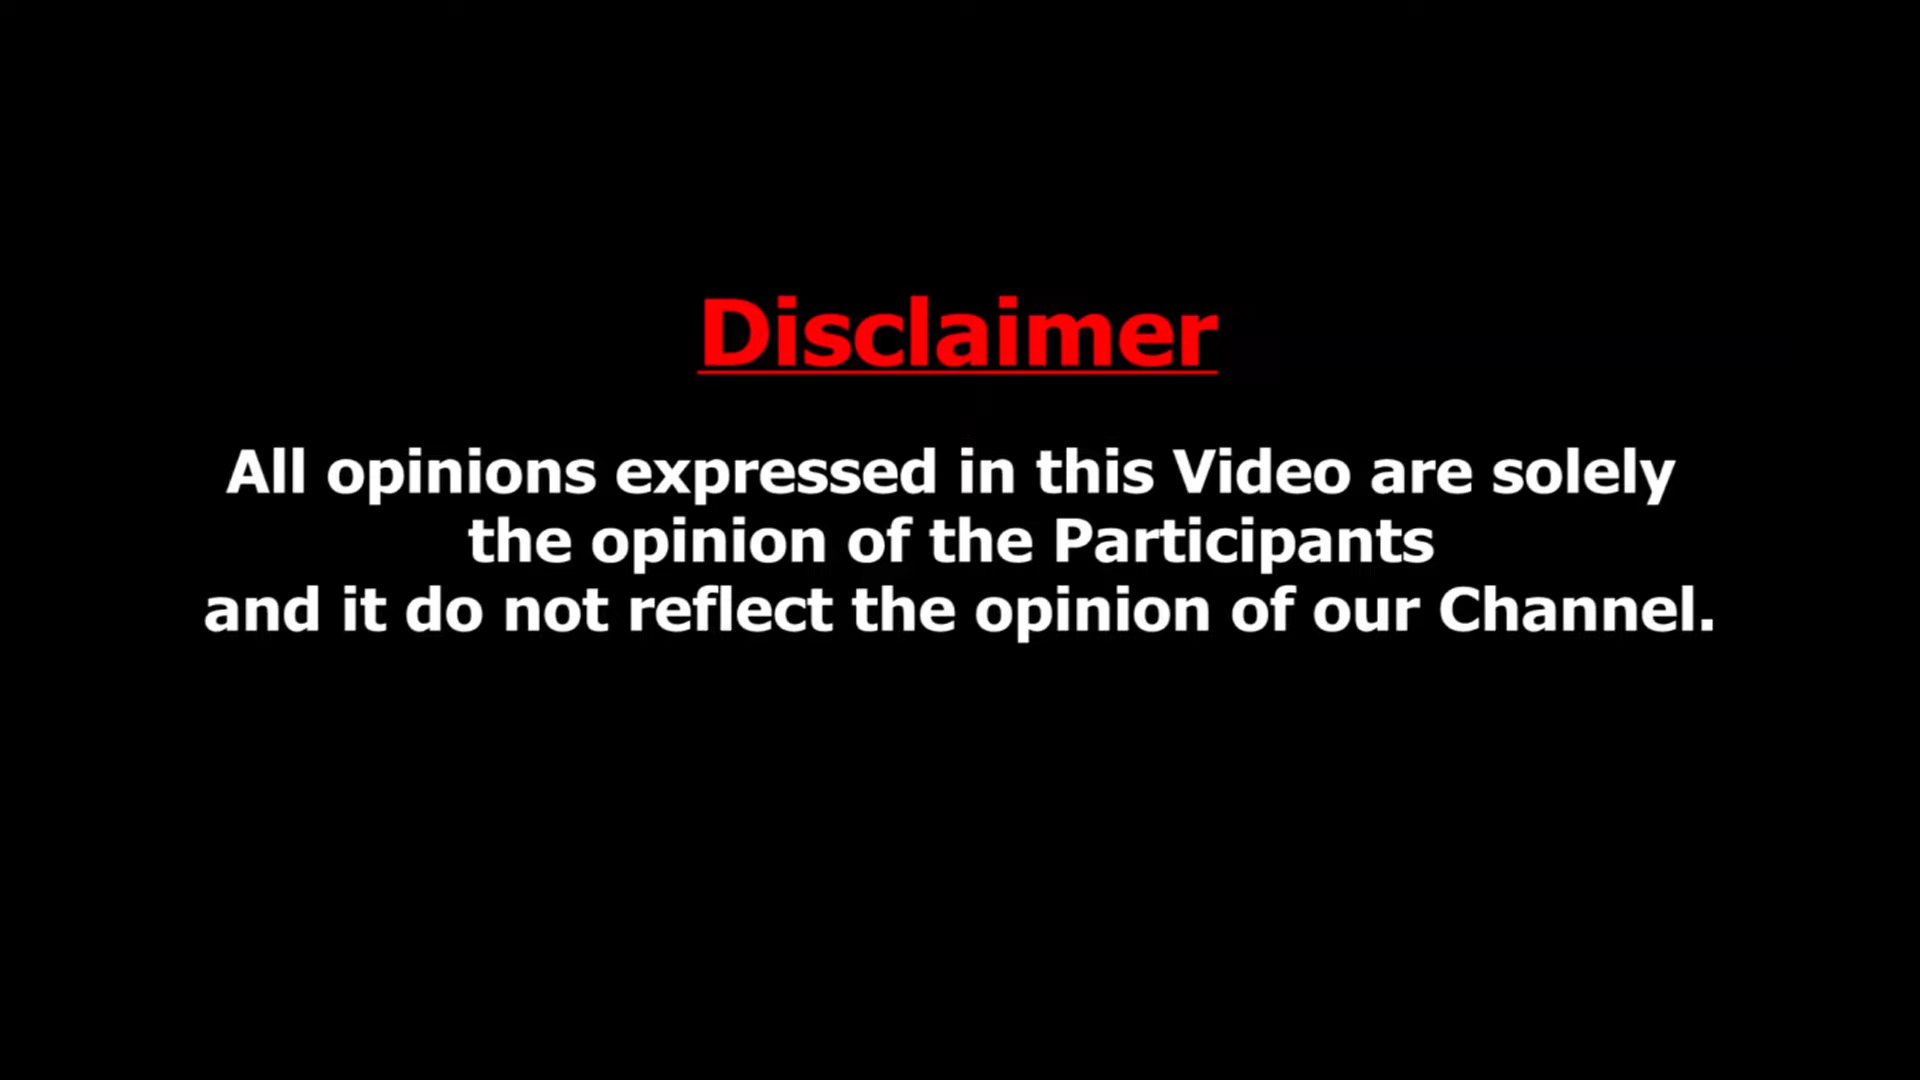 Disclaimer
All opinions expressed in this Video are solely
the opinion of the Participants
and it do not reflect the opinion of our Channel.